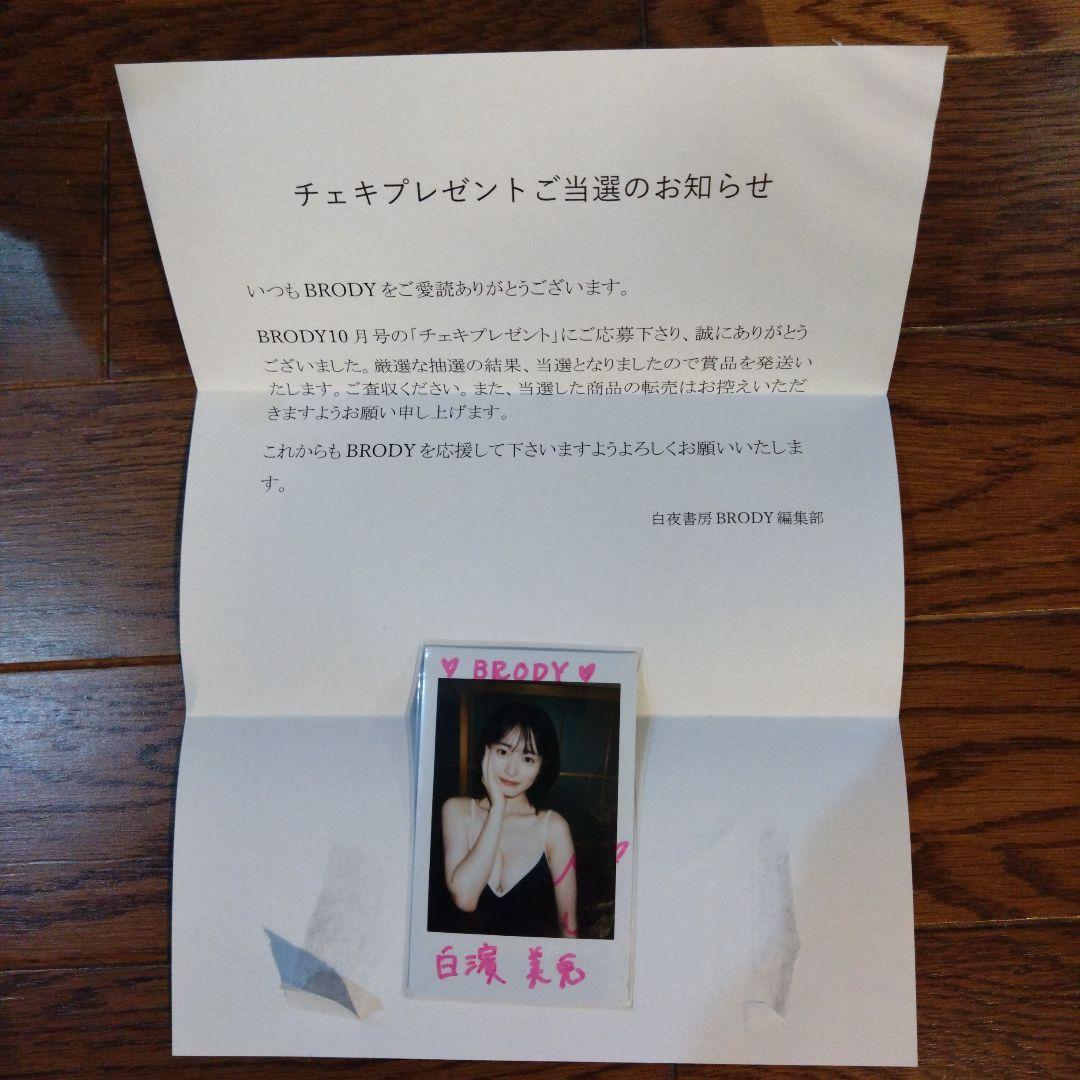 チェキプレゼントご当選のお知らせ
いつもBRODYをご愛読ありがとうございます。
BRODY10月号の「チェキプレゼント」にご応募下さり、誠にありがとう
ございました。厳選な抽選の結果、当選となりましたので賞品を発送い
たします。ご査収ください。また、当選した商品の転売はお控えいただ
きますようお願い申し上げます。
これからもBRODYを応援して下さいますようよろしくお願いいたしま
す。
白夜書房BRODY編集部
♡ BRODY ♡
白濱 美兎